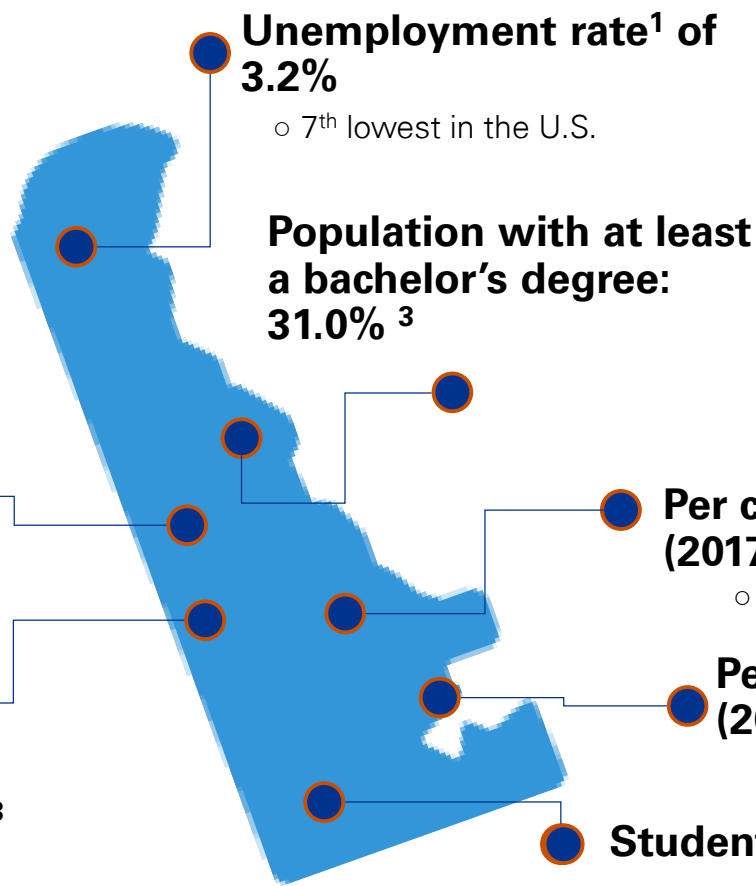 Unemployment rate¹ of
3.2%
○ 7ᵗʰ lowest in the U.S.
Population with at least
a bachelor’s degree:
31.0% ³
Per
(2017
○
(2
Student